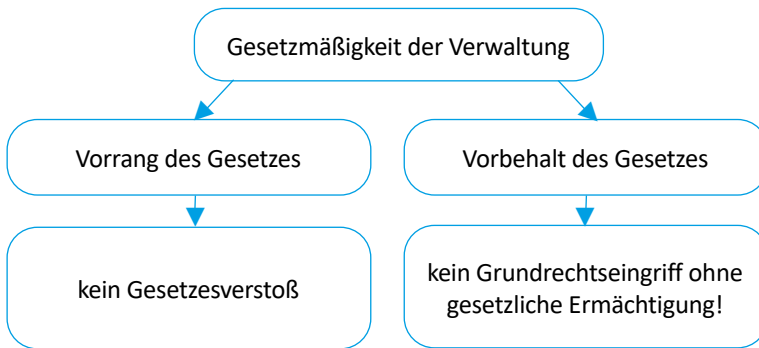 Gesetzmäßigkeit der Verwaltung
Vorrang des Gesetzes
Vorbehalt des Gesetzes
kein Gesetzesverstoß
kein Grundrechtseingriff ohne
gesetzliche Ermächtigung!